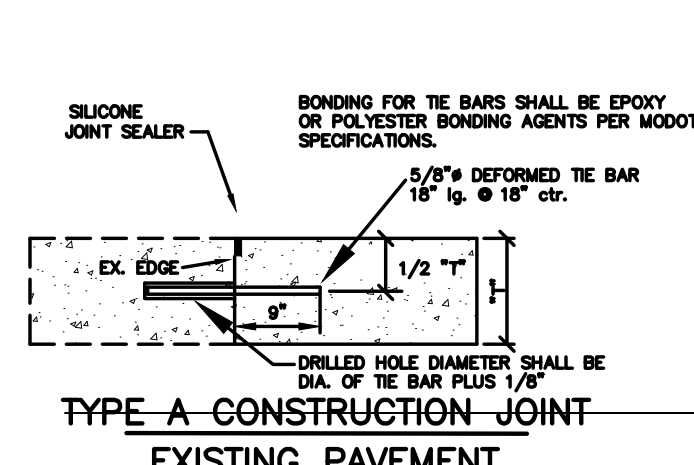 SILICONE
JOINT SEALER
BONDING FOR TIE BARS SHALL BE EPOXY
OR POLYESTER BONDING AGENTS PER MODOT
SPECIFICATIONS.
5/8"ø DEFORMED TIE BAR
18" lg. @ 18" ctr.
EX. EDGE
1/2 "T"
"T"
9"
DRILLED HOLE DIAMETER SHALL BE
DIA. OF TIE BAR PLUS 1/8"
TYPE A CONSTRUCTION JOINT
EXISTING PAVEMENT